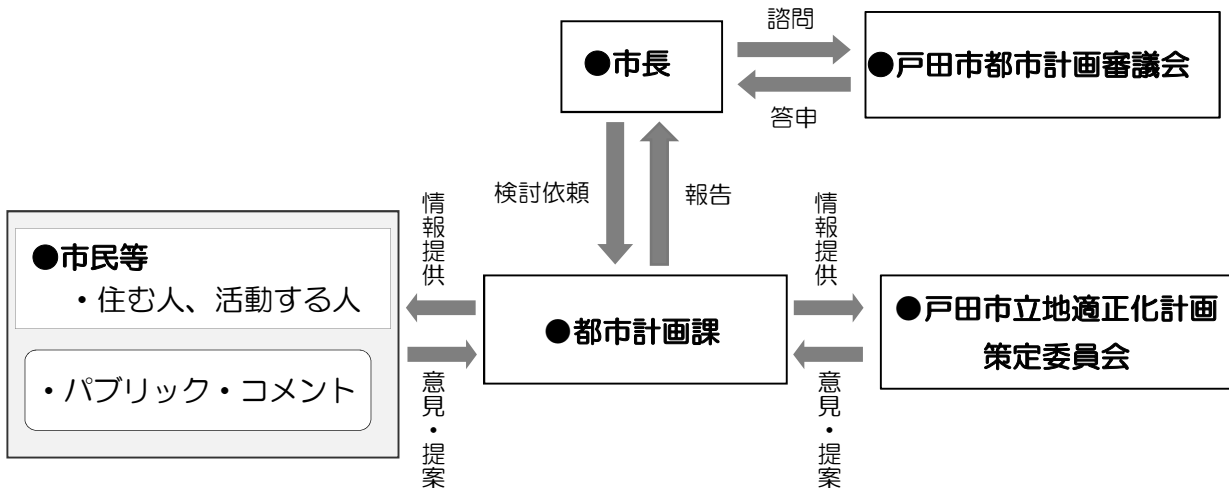 諮問
●市長
●戸田市都市計画審議会
答申
検討依頼
報告
情報提供
情報提供
●市民等
・住む人、活動する人
●都市計画課
●戸田市立地適正化計画
策定委員会
・パブリック・コメント
意見・提案
意見・提案